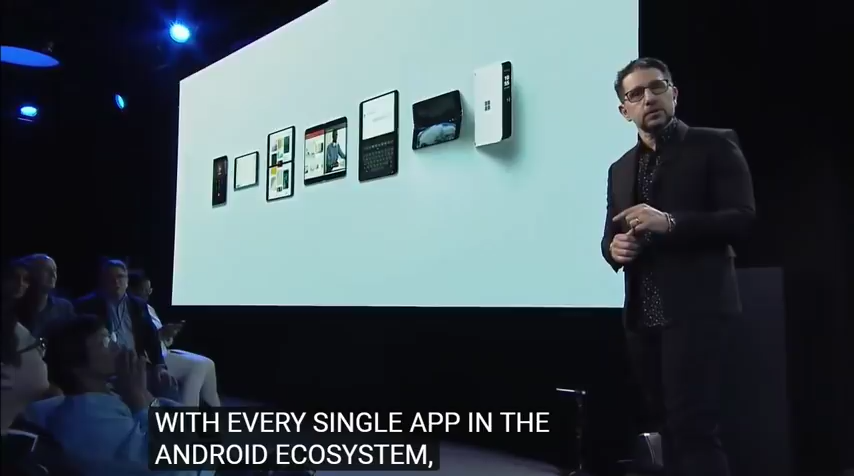 WITH EVERY SINGLE APP IN THE
ANDROID ECOSYSTEM,